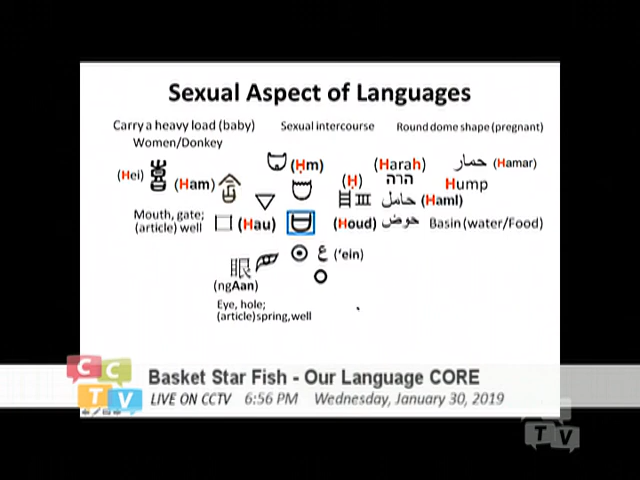 Sexual Aspect of Languages
Carry a heavy load (baby) Sexual intercourse Round dome shape (pregnant)
Women/Donkey
(Ḥm) (Harah) حمار (Hamar)
(Hei) (Ham) (Ḥ) הרה Hump
حامل (Haml)
Mouth, gate; (Hau) (Houd) حوض Basin (water/Food)
(article) well
ع (‘ein)
眼
(ngAan)
Eye, hole;
(article) spring, well
CCTV
Basket Star Fish - Our Language CORE
LIVE ON CCTV 6:56 PM Wednesday, January 30, 2019
TV